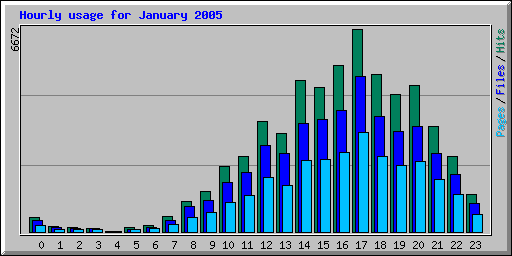 Hourly usage for January 2005
6672
Pages / Files / Hits
0 1 2 3 4 5 6 7 8 9 10 11 12 13 14 15 16 17 18 19 20 21 22 23